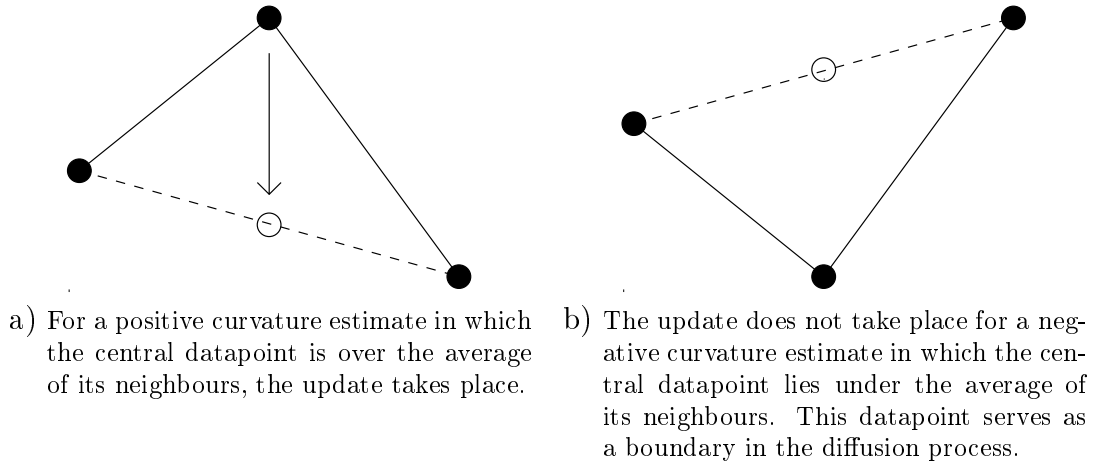 a) For a positive curvature estimate in which
the central datapoint is over the average
of its neighbours, the update takes place.
b) The update does not take place for a neg-
ative curvature estimate in which the cen-
tral datapoint lies under the average of
its neighbours. This datapoint serves as
a boundary in the diffusion process.